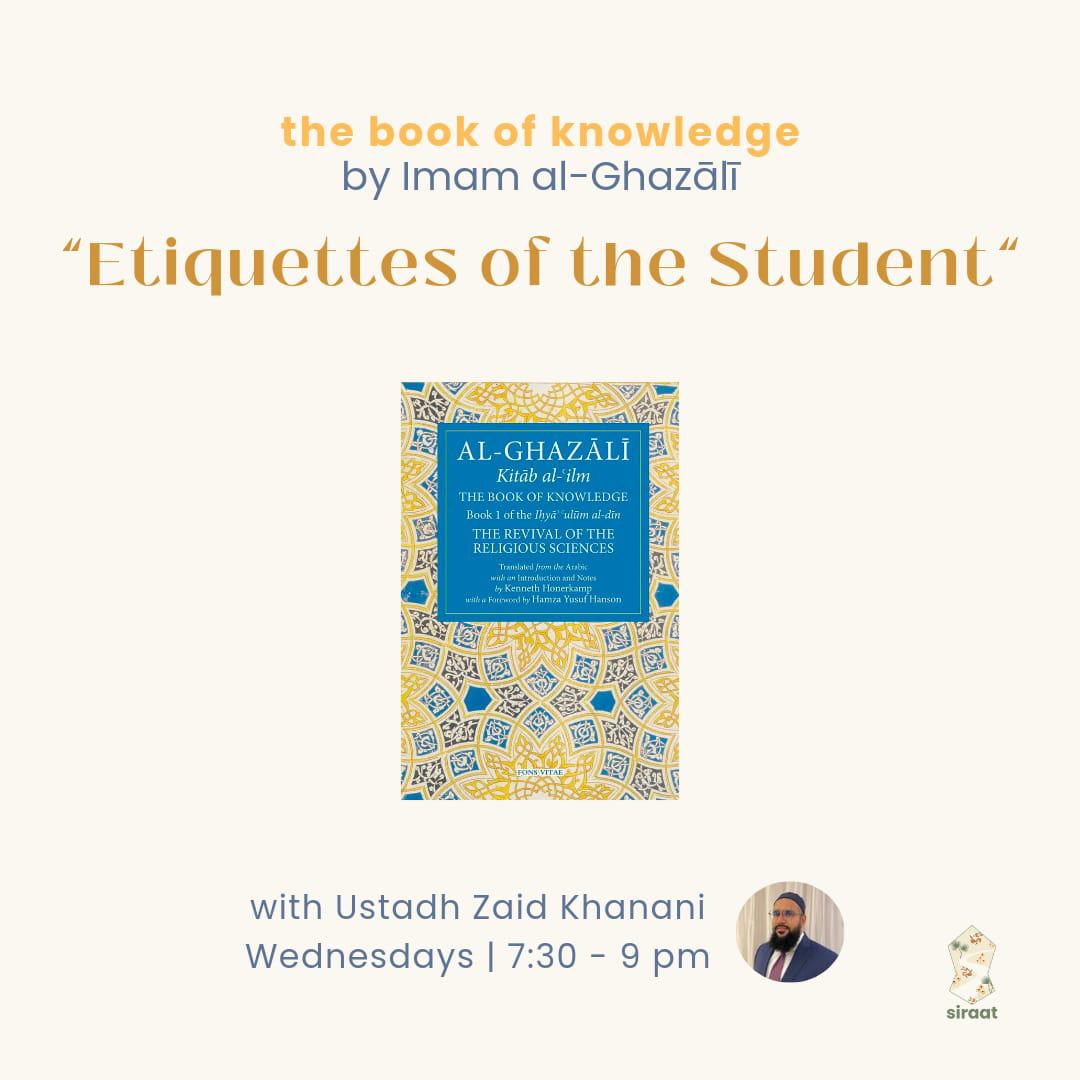 the book of knowledge
by Imam al-Ghazālī
“Etiquettes of the Student“
AL-GHAZĀLĪ
Kitāb al-ʿilm
THE BOOK OF KNOWLEDGE
Book 1 of the Iḥyāʾ ʿulūm al-dīn
THE REVIVAL OF THE
RELIGIOUS SCIENCES
Translated from the Arabic
with an Introduction and Notes
by Kenneth Honerkamp
with a Foreword by Hamza Yusuf Hanson
FONS VITAE
with Ustadh Zaid Khanani
Wednesdays | 7:30 - 9 pm
siraat